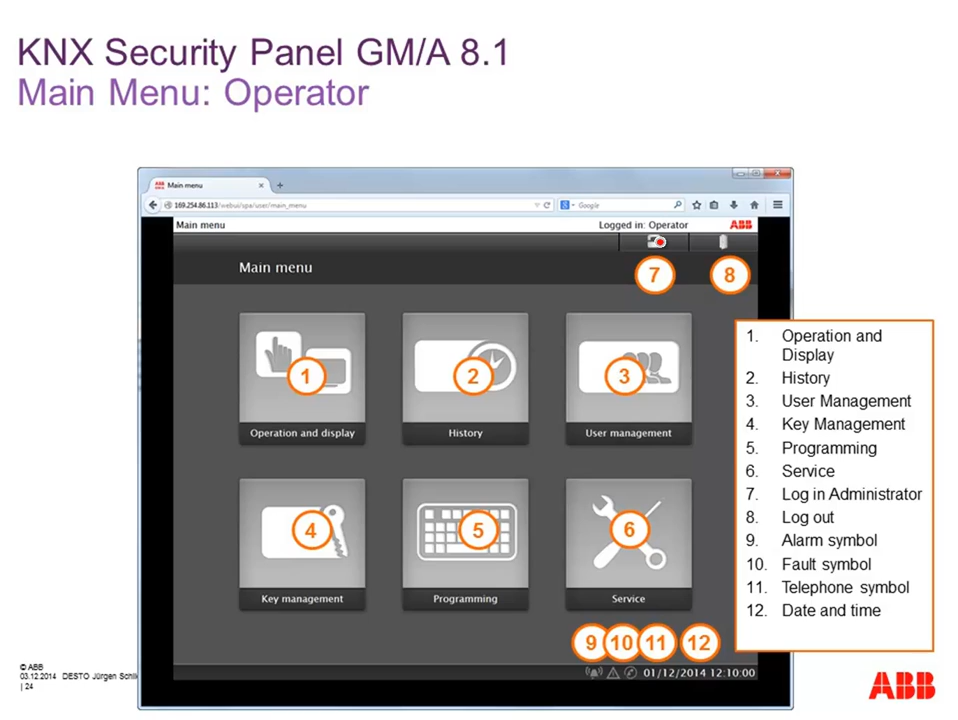 KNX Security Panel GM/A 8.1
Main Menu: Operator
Main menu
169.254.86.113/webui/spa/user/main_menu
Google
Main menu
Logged in: Operator
ABB
Main menu
7
8
1
Operation and display
2
History
3
User management
4
Key management
5
Programming
6
Service
9
10
11
12
01/12/2014 12:10:00
1. Operation and
Display
2. History
3. User Management
4. Key Management
5. Programming
6. Service
7. Log in Administrator
8. Log out
9. Alarm symbol
10. Fault symbol
11. Telephone symbol
12. Date and time
© ABB
03.12.2014 DESTO Jürgen
| 24
ABB